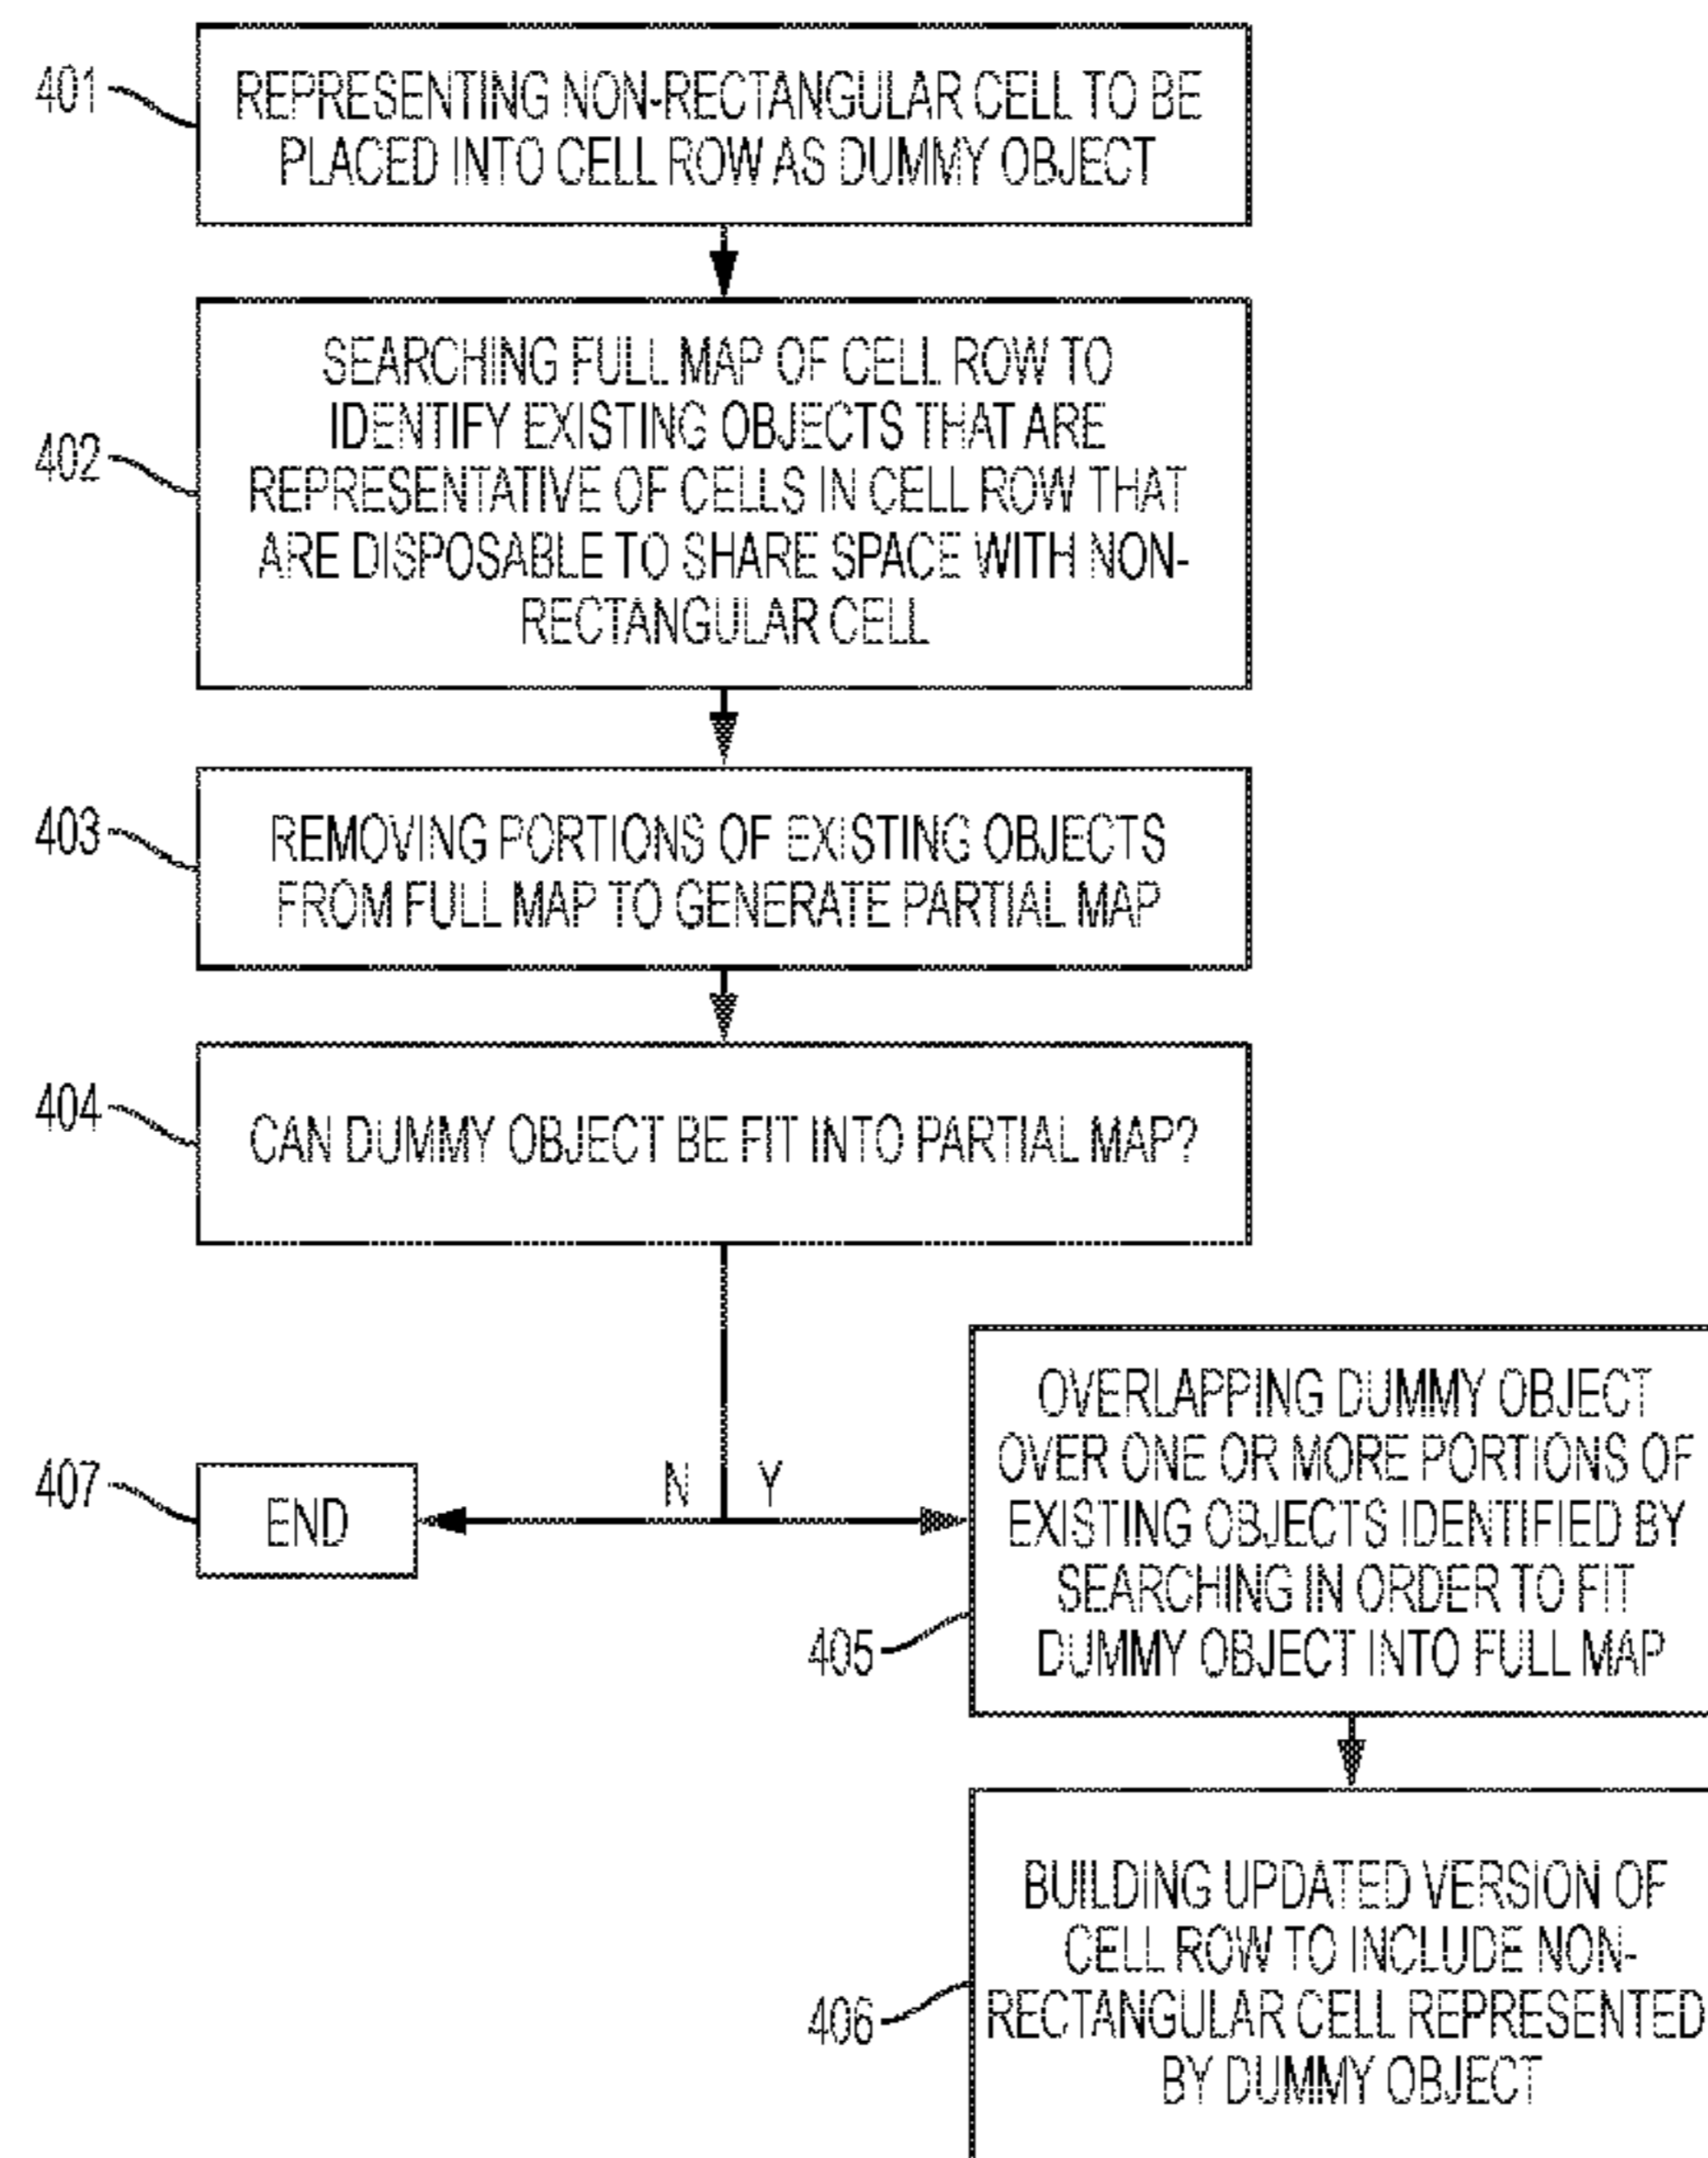 401
REPRESENTING NON-RECTANGULAR CELL TO BE
PLACED INTO CELL ROW AS DUMMY OBJECT
402
SEARCHING FULL MAP OF CELL ROW TO
IDENTIFY EXISTING OBJECTS THAT ARE
REPRESENTATIVE OF CELLS IN CELL ROW THAT
ARE DISPOSABLE TO SHARE SPACE WITH NON-
RECTANGULAR CELL
403
REMOVING PORTIONS OF EXISTING OBJECTS
FROM FULL MAP TO GENERATE PARTIAL MAP
404
CAN DUMMY OBJECT BE FIT INTO PARTIAL MAP?
407
END
N Y
405
OVERLAPPING DUMMY OBJECT
OVER ONE OR MORE PORTIONS OF
EXISTING OBJECTS IDENTIFIED BY
SEARCHING IN ORDER TO FIT
DUMMY OBJECT INTO FULL MAP
406
BUILDING UPDATED VERSION OF
CELL ROW TO INCLUDE NON-
RECTANGULAR CELL REPRESENTED
BY DUMMY OBJECT